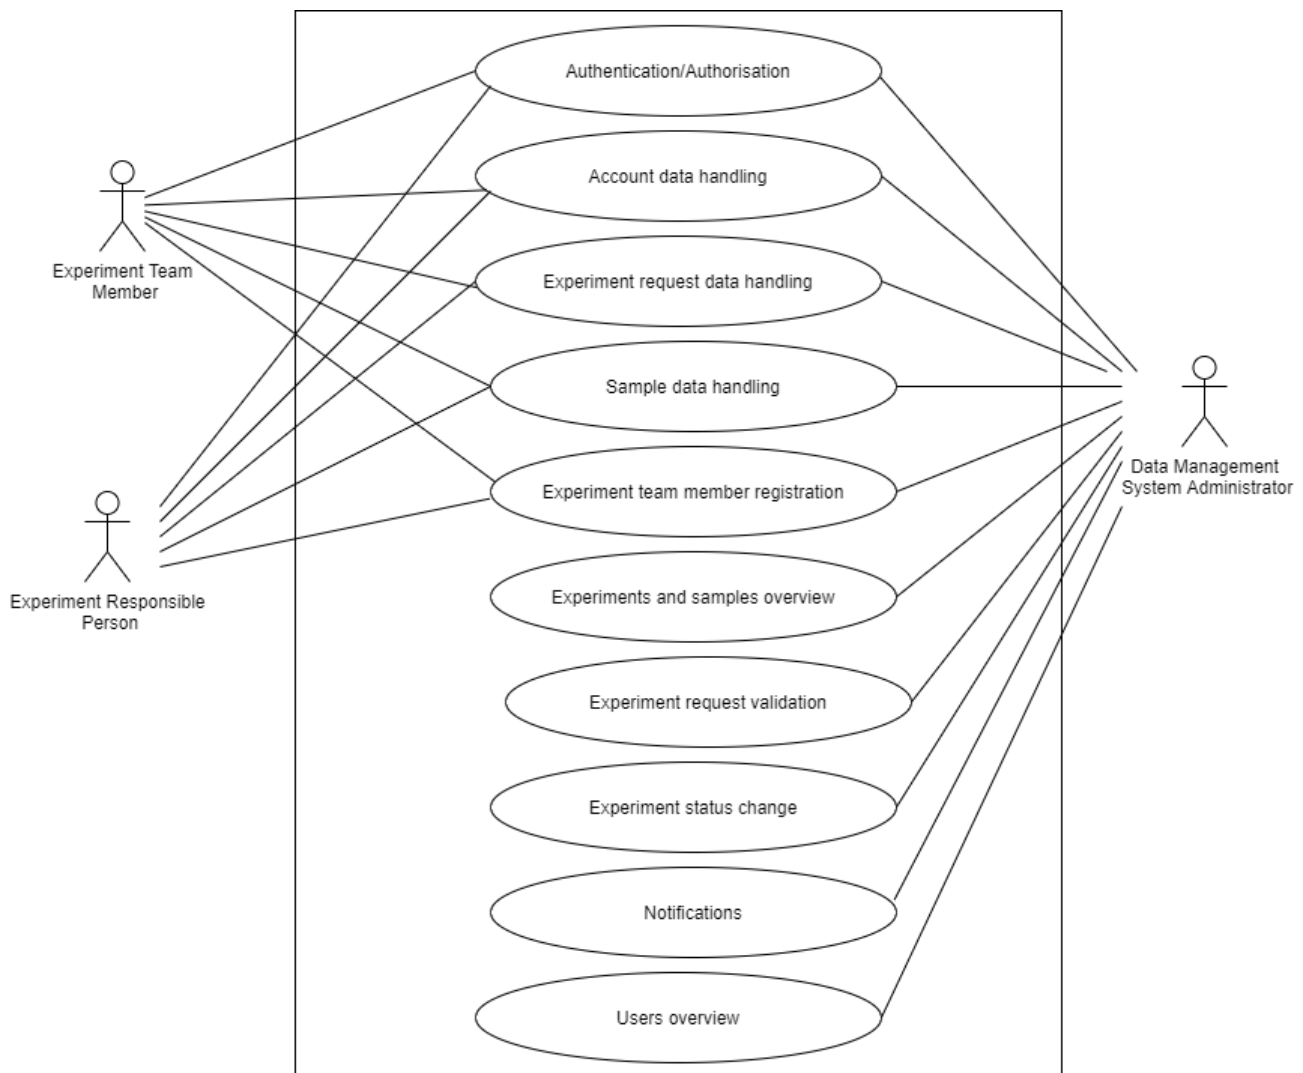 Authentication/Authorisation
Account data handling
Experiment Team
Member
Experiment request data handling
Sample data handling
Data Management
System Administrator
Experiment team member registration
Experiment Responsible
Person
Experiments and samples overview
Experiment request validation
Experiment status change
Notifications
Users overview